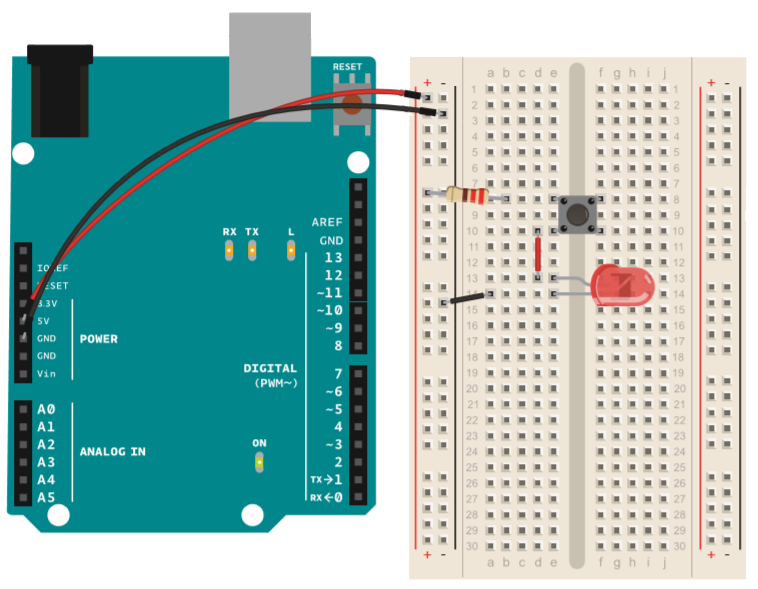 RESET
RX TX L
AREF
GND
13
12
~11
~10
~9
8
IOREF
RESET
3.3V
5V
GND
GND
Vin
POWER
DIGITAL
(PWM~)
7
~6
~5
4
~3
2
TX→1
RX←0
A0
A1
A2
A3
A4
A5
ANALOG IN
ON
+ -
a b c d e
f g h i j
+ -
1 1
2 2
3 3
4 4
5 5
6 6
7 7
8 8
9 9
10 10
11 11
12 12
13 13
14 14
15 15
16 16
17 17
18 18
19 19
20 20
21 21
22 22
23 23
24 24
25 25
26 26
27 27
28 28
29 29
30 30
+ -
a b c d e
f g h i j
+ -